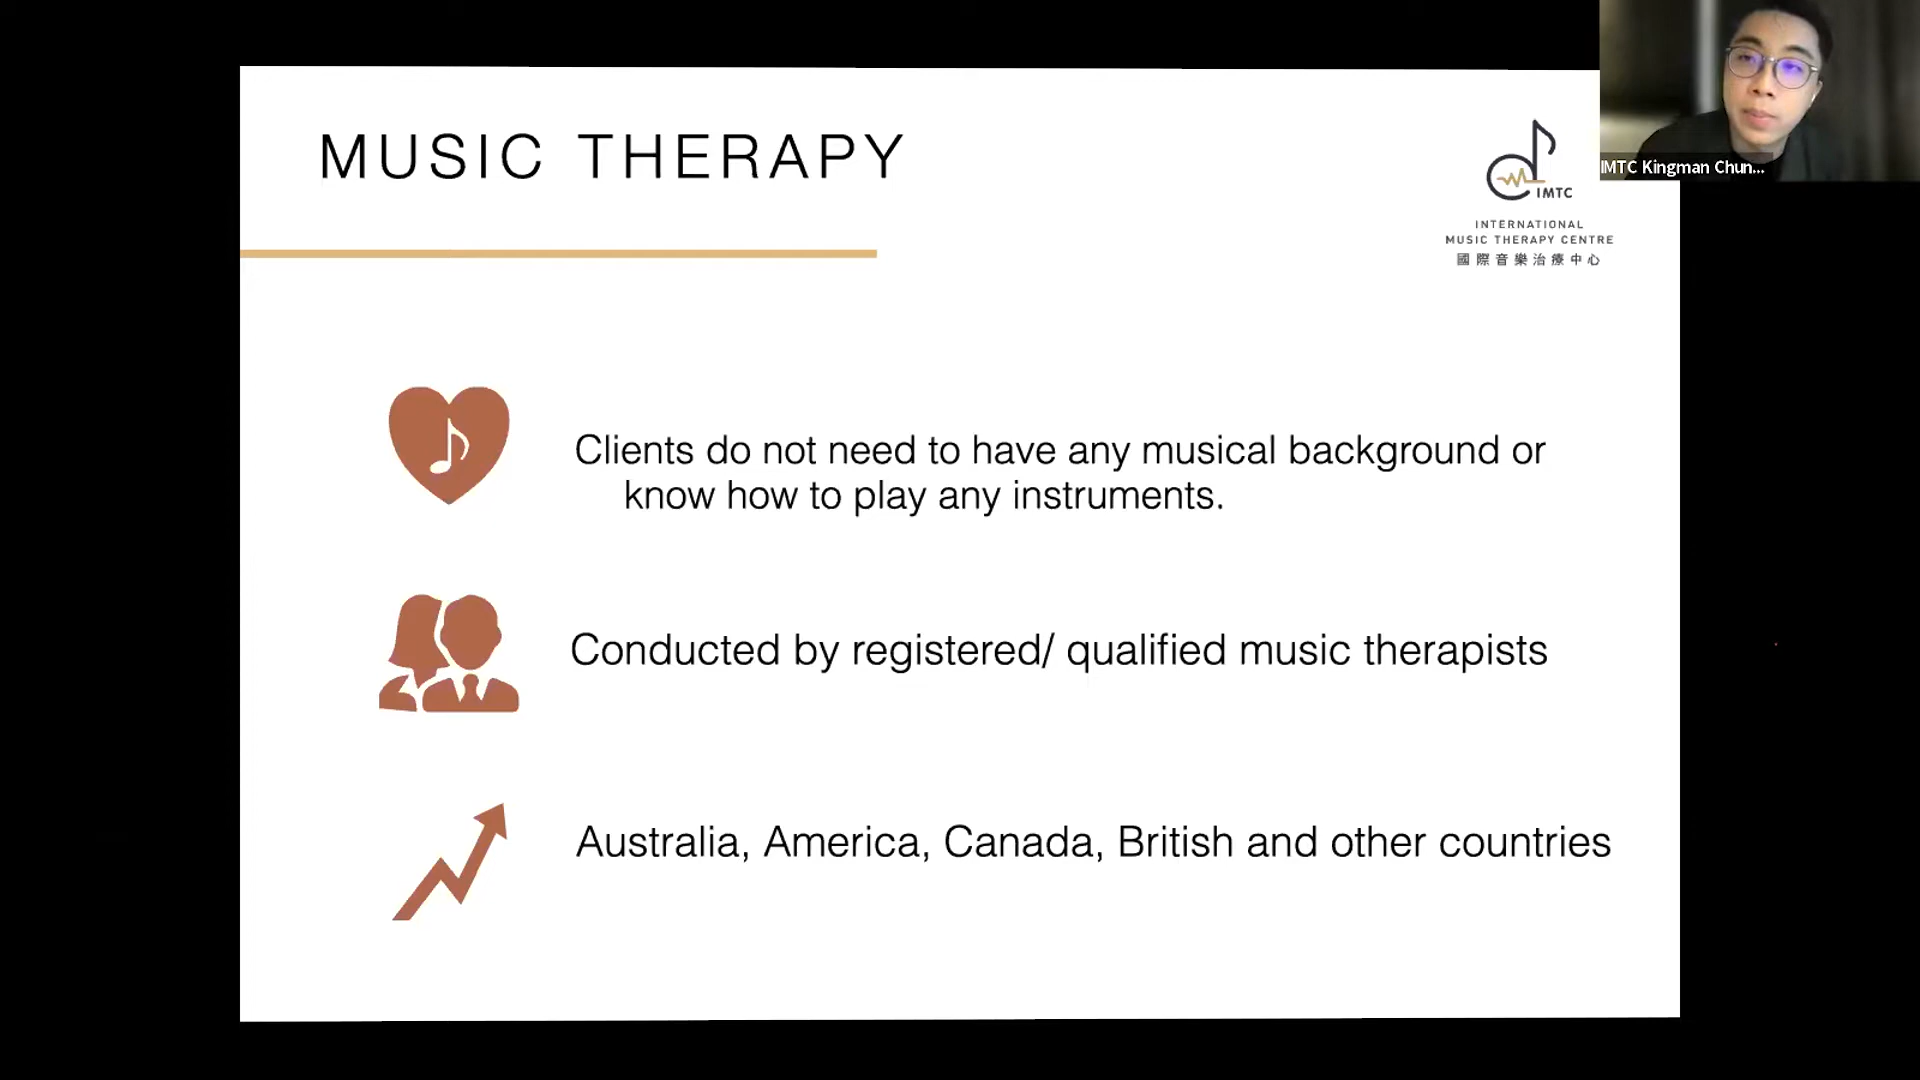 MUSIC THERAPY
IMTC Kingman Chun...
IMTC
INTERNATIONAL
MUSIC THERAPY CENTRE
國際音樂治療中心
Clients do not need to have any musical background or
know how to play any instruments.
Conducted by registered/ qualified music therapists
Australia, America, Canada, British and other countries